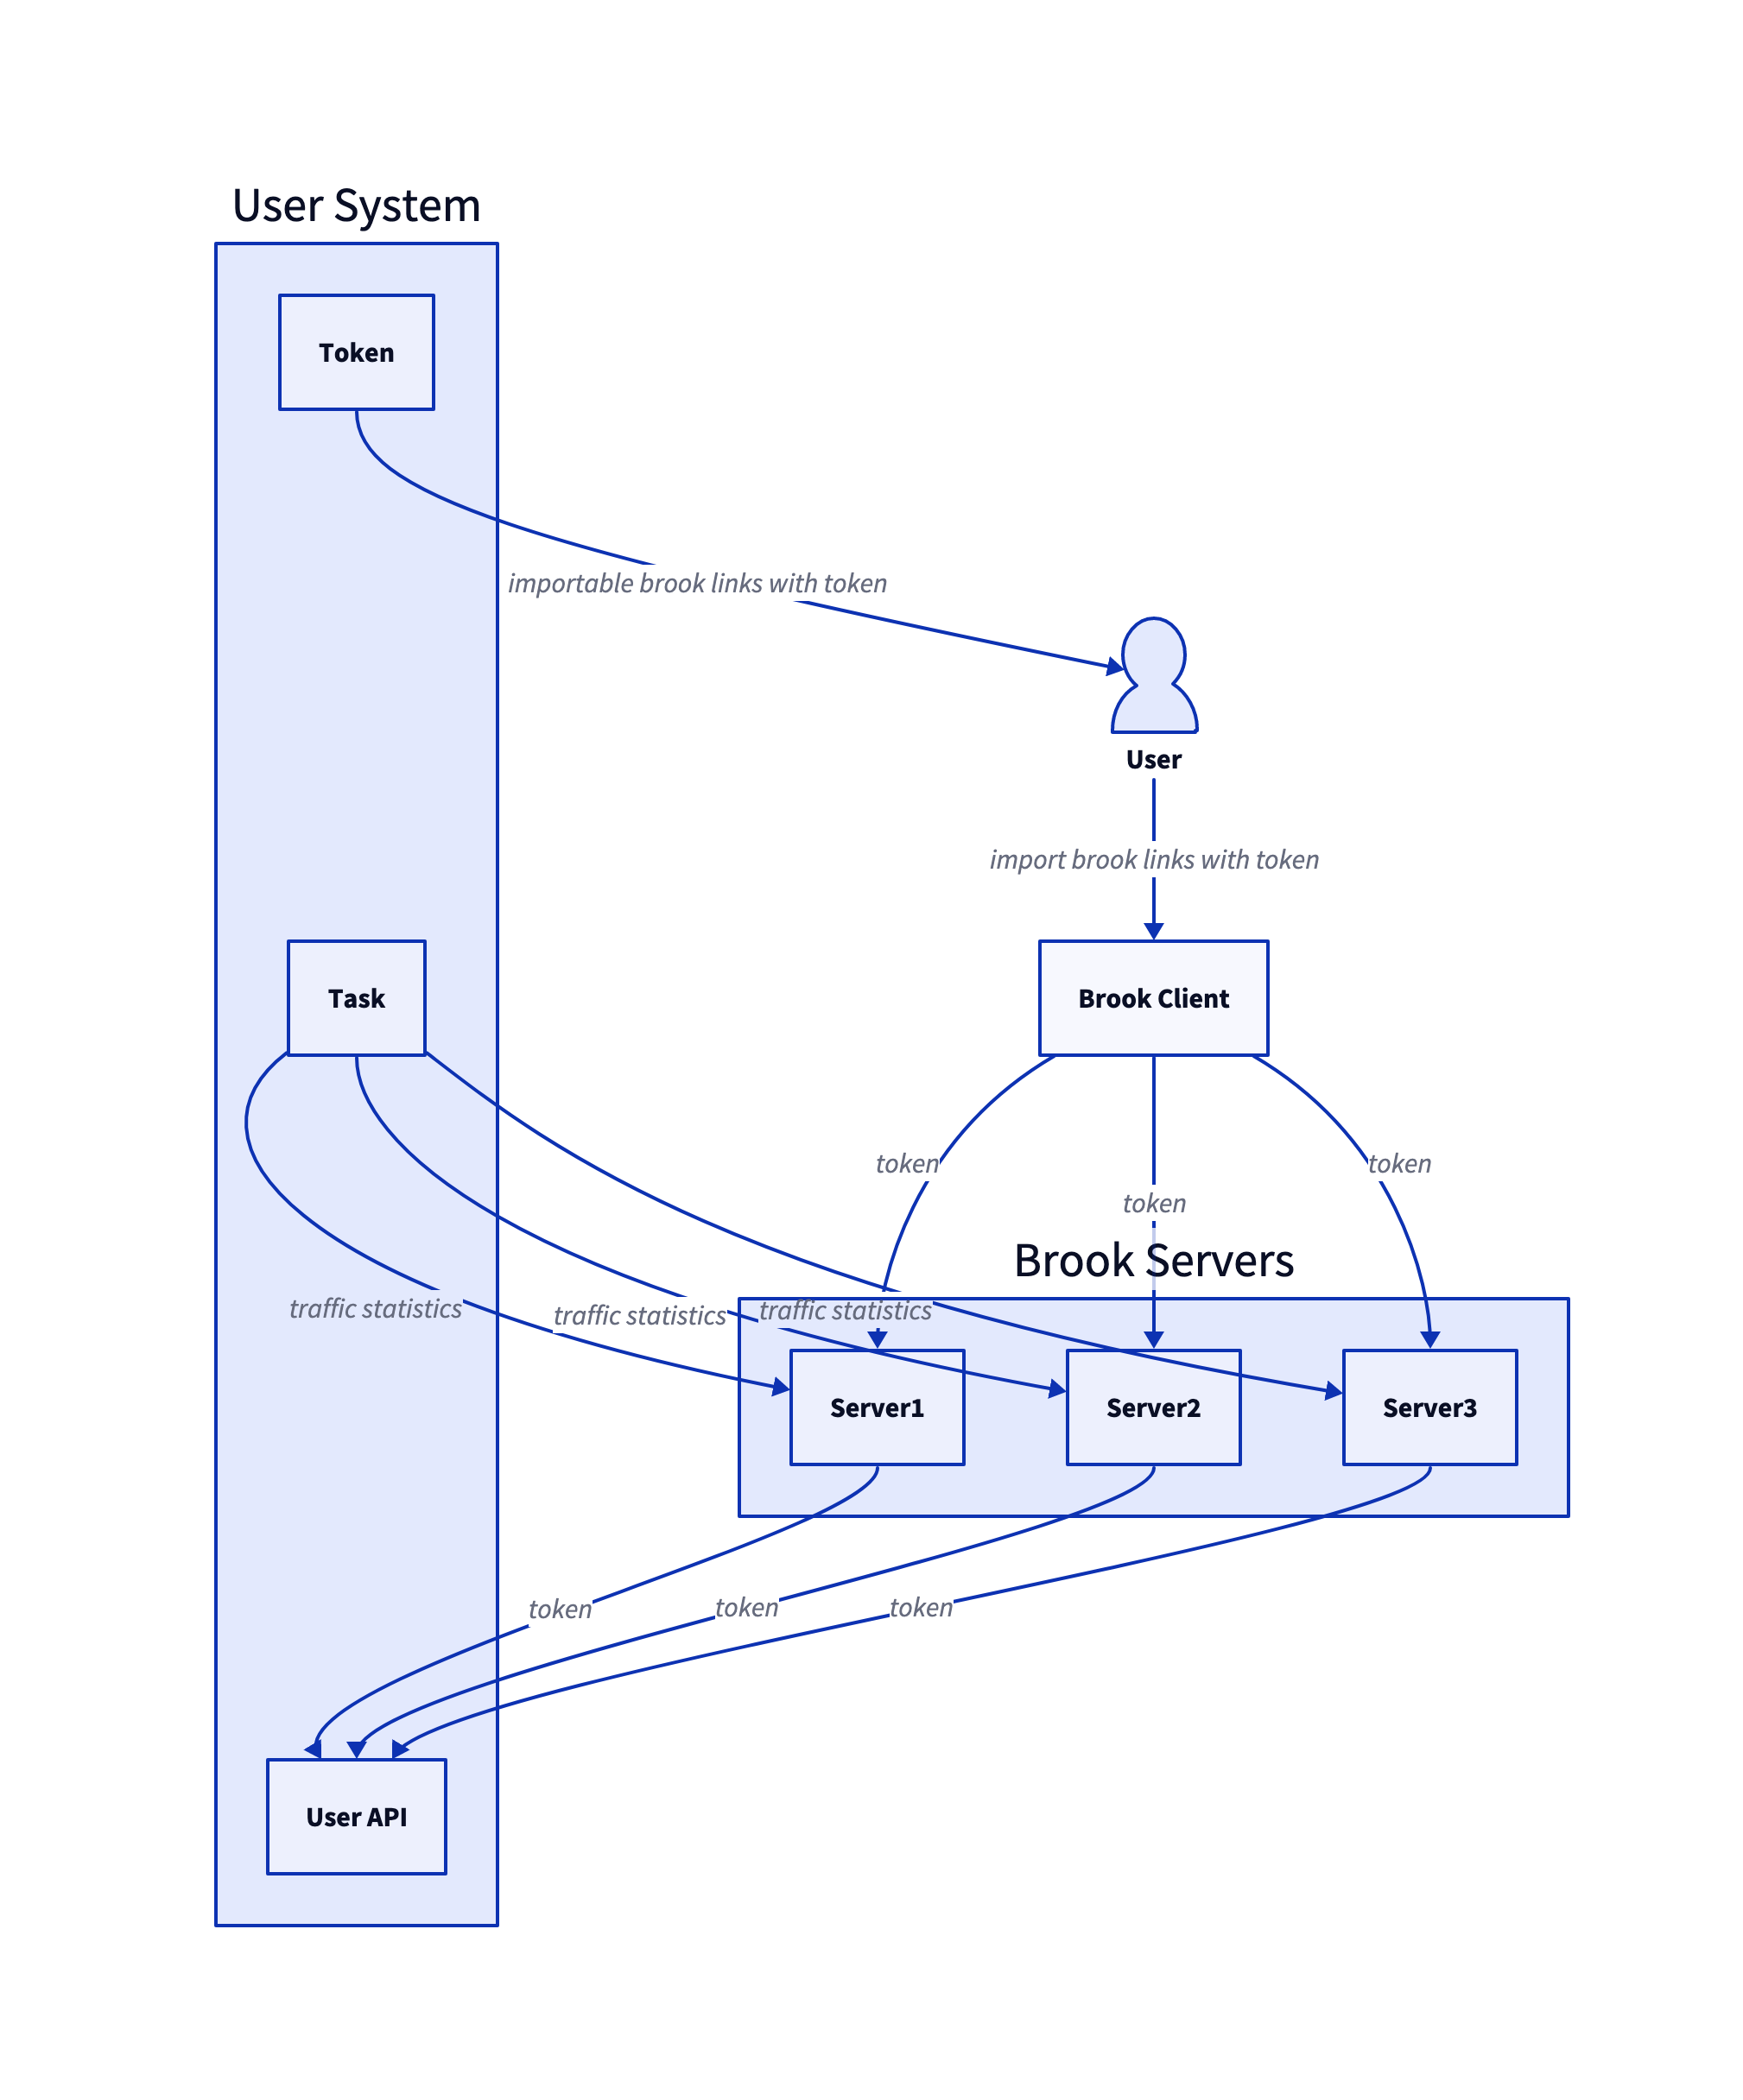 User System
Token
importable brook links with token
User
import brook links with token
Task
Brook Client
token
token
token
Brook Servers
traffic statistics
traffic statistics
traffic statistics
Server1
Server2
Server3
token
token
token
User API